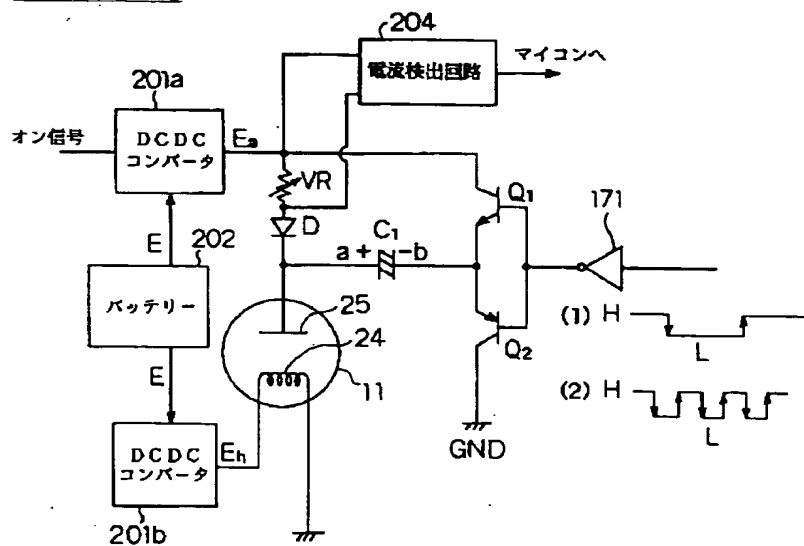 204
電流検出回路
マイコンへ
201a
オン信号
DCDC
コンバータ
Ea
VR
D
Q1
171
E
202
C1
a + - b
バッテリー
25
24
11
Q2
(1) H
L
E
(2) H
L
GND
DCDC
コンバータ
Eh
201b